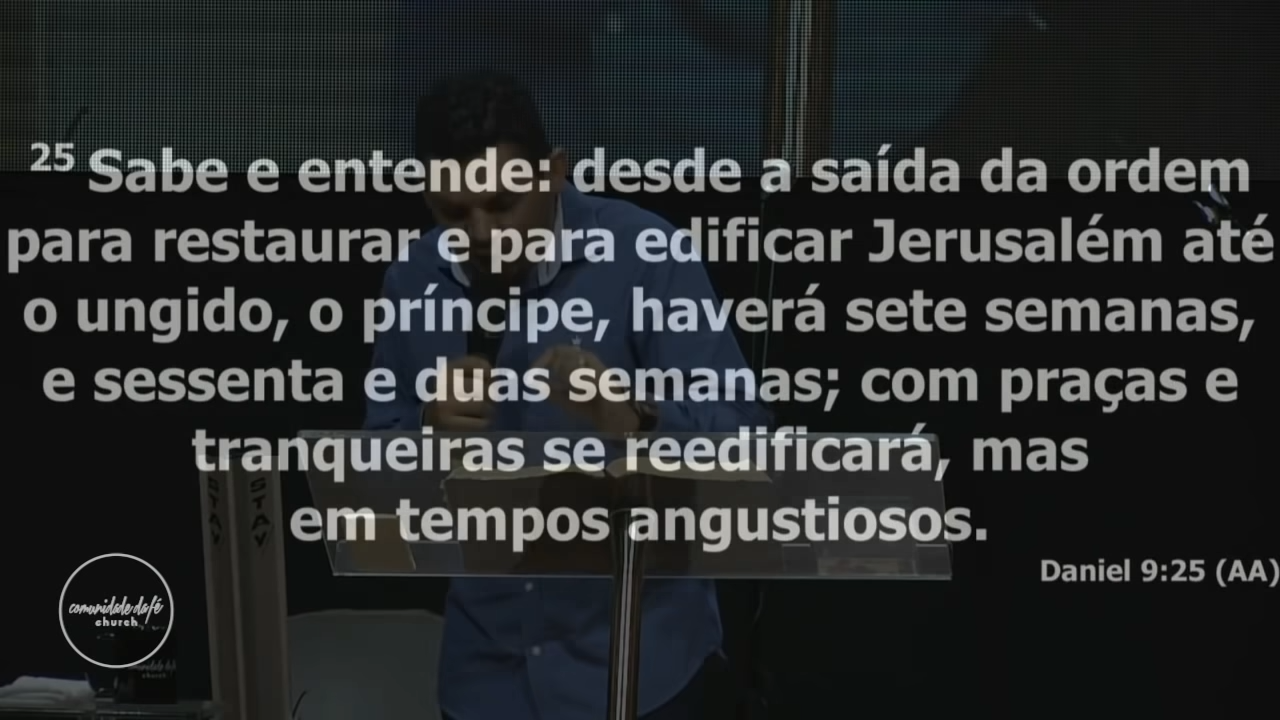 25 Sabe e entende: desde a saída da ordem
para restaurar e para edificar Jerusalém até
o ungido, o príncipe, haverá sete semanas,
e sessenta e duas semanas; com praças e
tranqueiras se reedificará, mas
em tempos angustiosos.
Daniel 9:25 (AA)
STAY
STAY
comunidade da fé
church